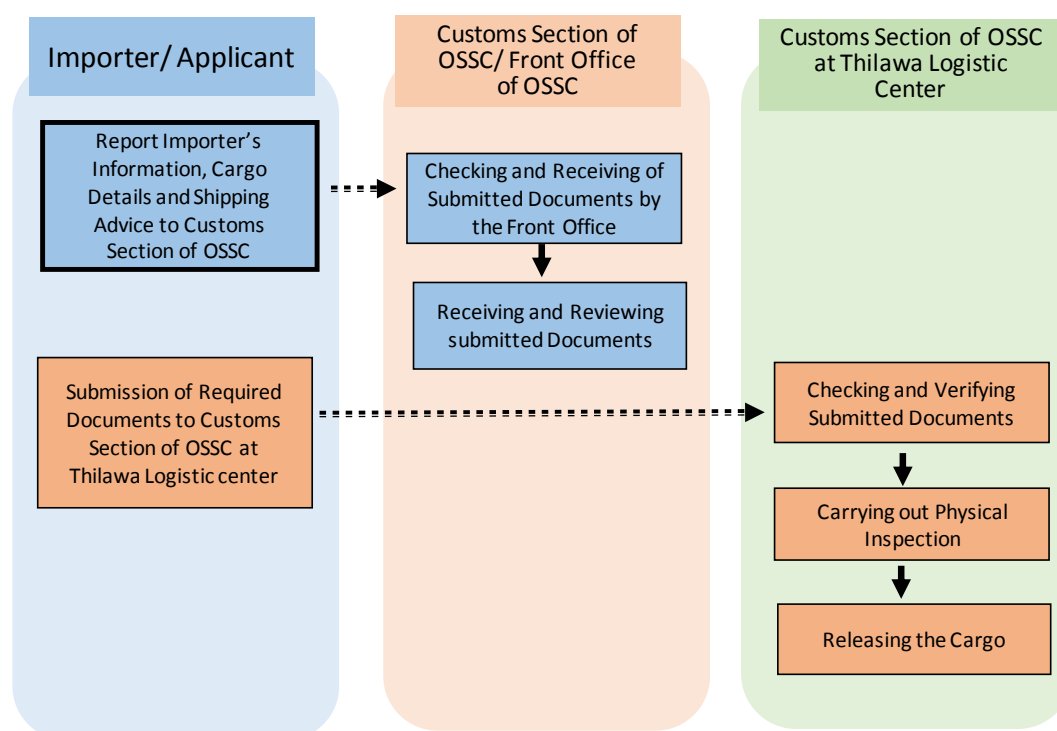 Importer/ Applicant
Customs Section of
OSSC/ Front Office
of OSSC
Customs Section of OSSC
at Thilawa Logistic
Center
Report Importer’s
Information, Cargo
Details and Shipping
Advice to Customs
Section of OSSC
Checking and Receiving of
Submitted Documents by
the Front Office
Receiving and Reviewing
submitted Documents
Submission of Required
Documents to Customs
Section of OSSC at
Thilawa Logistic center
Checking and Verifying
Submitted Documents
Carrying out Physical
Inspection
Releasing the Cargo